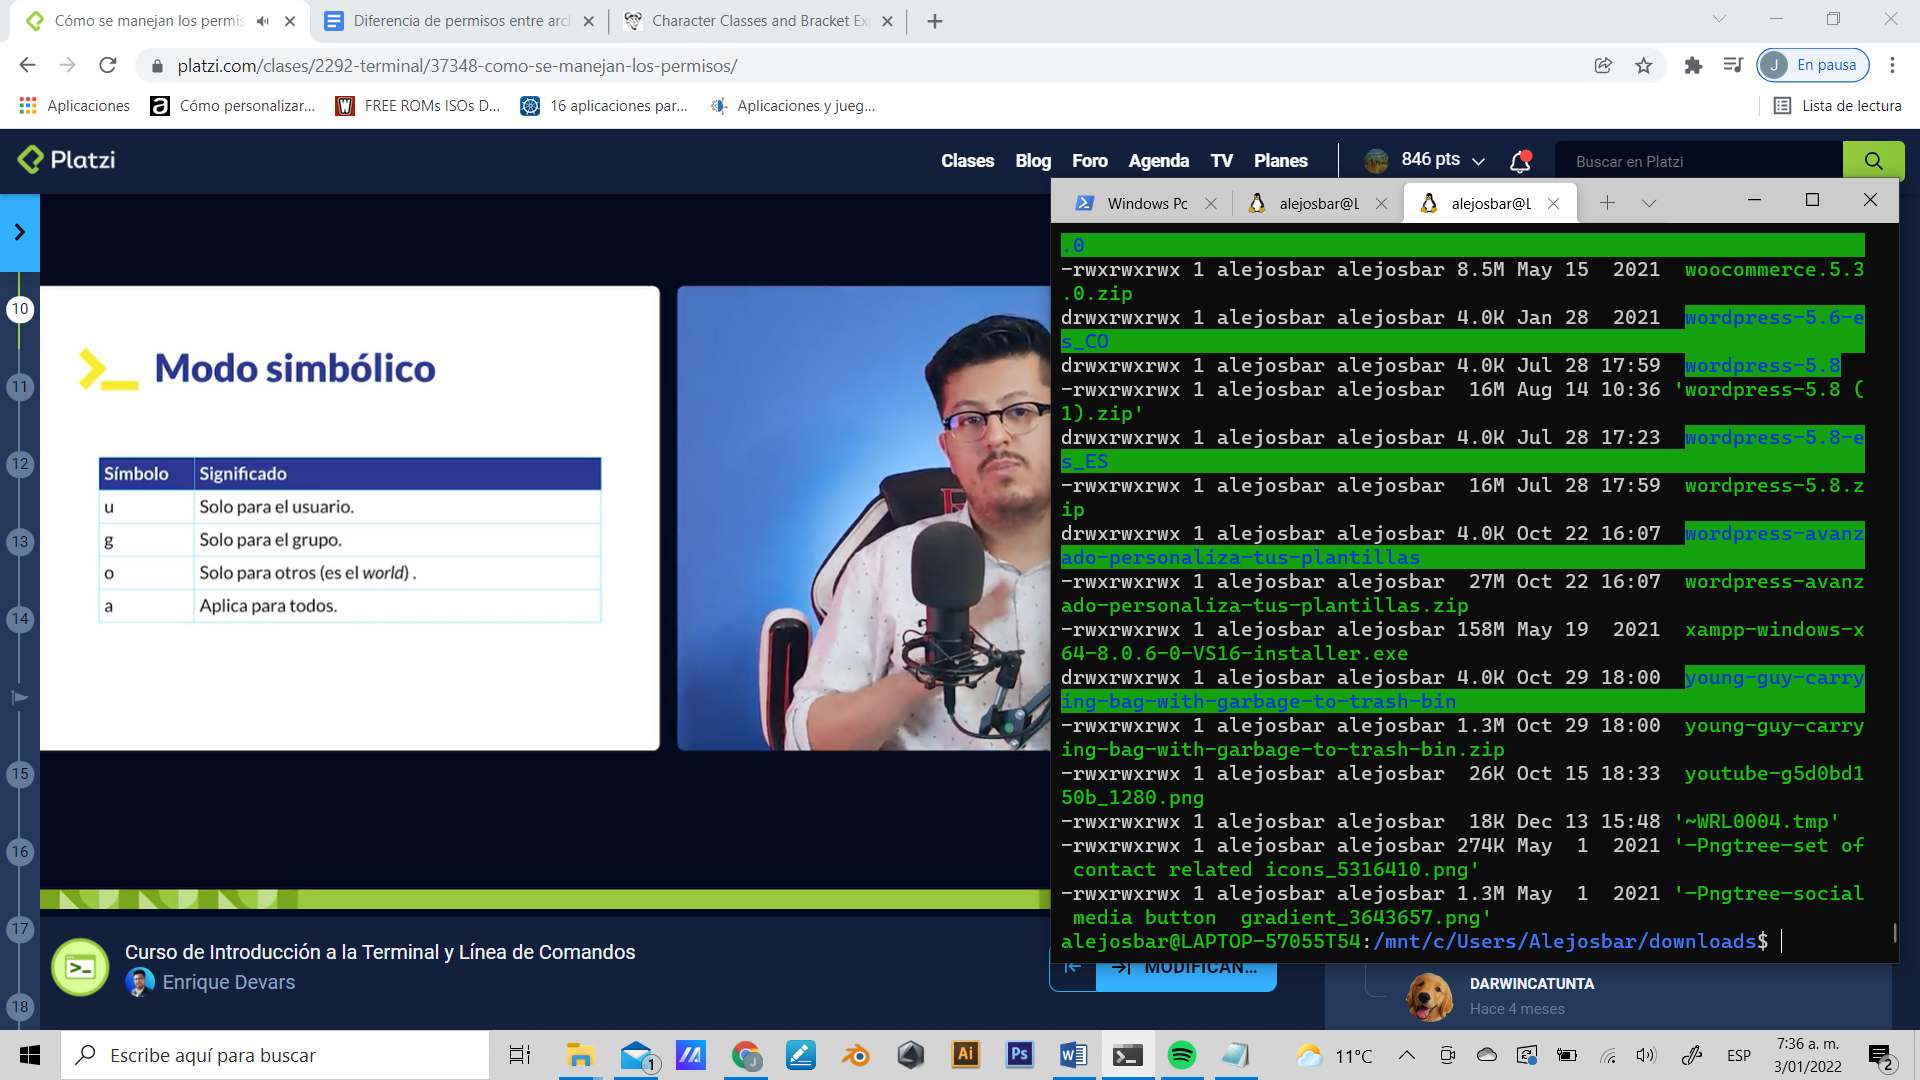 Cómo se manejan los permis
Diferencia de permisos entre arc
Character Classes and Bracket Ex
platzi.com/clases/2292-terminal/37348-como-se-manejan-los-permisos/
J
En pausa
Aplicaciones
Cómo personalizar...
FREE ROMs ISOs D...
16 aplicaciones par...
Aplicaciones y jueg...
Lista de lectura
Platzi
Clases
Blog
Foro
Agenda
TV
Planes
846 pts
Buscar en Platzi
10
11
12
13
14
15
16
17
18
Modo simbólico
Símbolo Significado
u Solo para el usuario.
g Solo para el grupo.
o Solo para otros (es el world) .
a Aplica para todos.
Windows Pc
alejosbar@L
alejosbar@L
.0
-rwxrwxrwx 1 alejosbar alejosbar 8.5M May 15  2021  woocommerce.5.3
.0.zip
drwxrwxrwx 1 alejosbar alejosbar 4.0K Jan 28  2021  wordpress-5.6-e
s_CO
drwxrwxrwx 1 alejosbar alejosbar 4.0K Jul 28 17:59  wordpress-5.8
-rwxrwxrwx 1 alejosbar alejosbar  16M Aug 14 10:36 'wordpress-5.8 (
1).zip'
drwxrwxrwx 1 alejosbar alejosbar 4.0K Jul 28 17:23  wordpress-5.8-e
s_ES
-rwxrwxrwx 1 alejosbar alejosbar  16M Jul 28 17:59  wordpress-5.8.z
ip
drwxrwxrwx 1 alejosbar alejosbar 4.0K Oct 22 16:07  wordpress-avanz
ado-personaliza-tus-plantillas
-rwxrwxrwx 1 alejosbar alejosbar  27M Oct 22 16:07  wordpress-avanz
ado-personaliza-tus-plantillas.zip
-rwxrwxrwx 1 alejosbar alejosbar 158M May 19  2021  xampp-windows-x
64-8.0.6-0-VS16-installer.exe
drwxrwxrwx 1 alejosbar alejosbar 4.0K Oct 29 18:00  young-guy-carry
ing-bag-with-garbage-to-trash-bin
-rwxrwxrwx 1 alejosbar alejosbar 1.3M Oct 29 18:00  young-guy-carry
ing-bag-with-garbage-to-trash-bin.zip
-rwxrwxrwx 1 alejosbar alejosbar  26K Oct 15 18:33  youtube-g5d0bd1
50b_1280.png
-rwxrwxrwx 1 alejosbar alejosbar  18K Dec 13 15:48 '~WRL0004.tmp'
-rwxrwxrwx 1 alejosbar alejosbar 274K May  1  2021 '-Pngtree-set of
 contact related icons_5316410.png'
-rwxrwxrwx 1 alejosbar alejosbar 1.3M May  1  2021 '-Pngtree-social
 media button  gradient_3643657.png'
alejosbar@LAPTOP-57055T54:/mnt/c/Users/Alejosbar/downloads$
Curso de Introducción a la Terminal y Línea de Comandos
Enrique Devars
MODIFICAN...
DARWINCATUNTA
Hace 4 meses
Escribe aquí para buscar
1
J
Ai
Ps
11°C
ESP
7:36 a. m.
3/01/2022
2